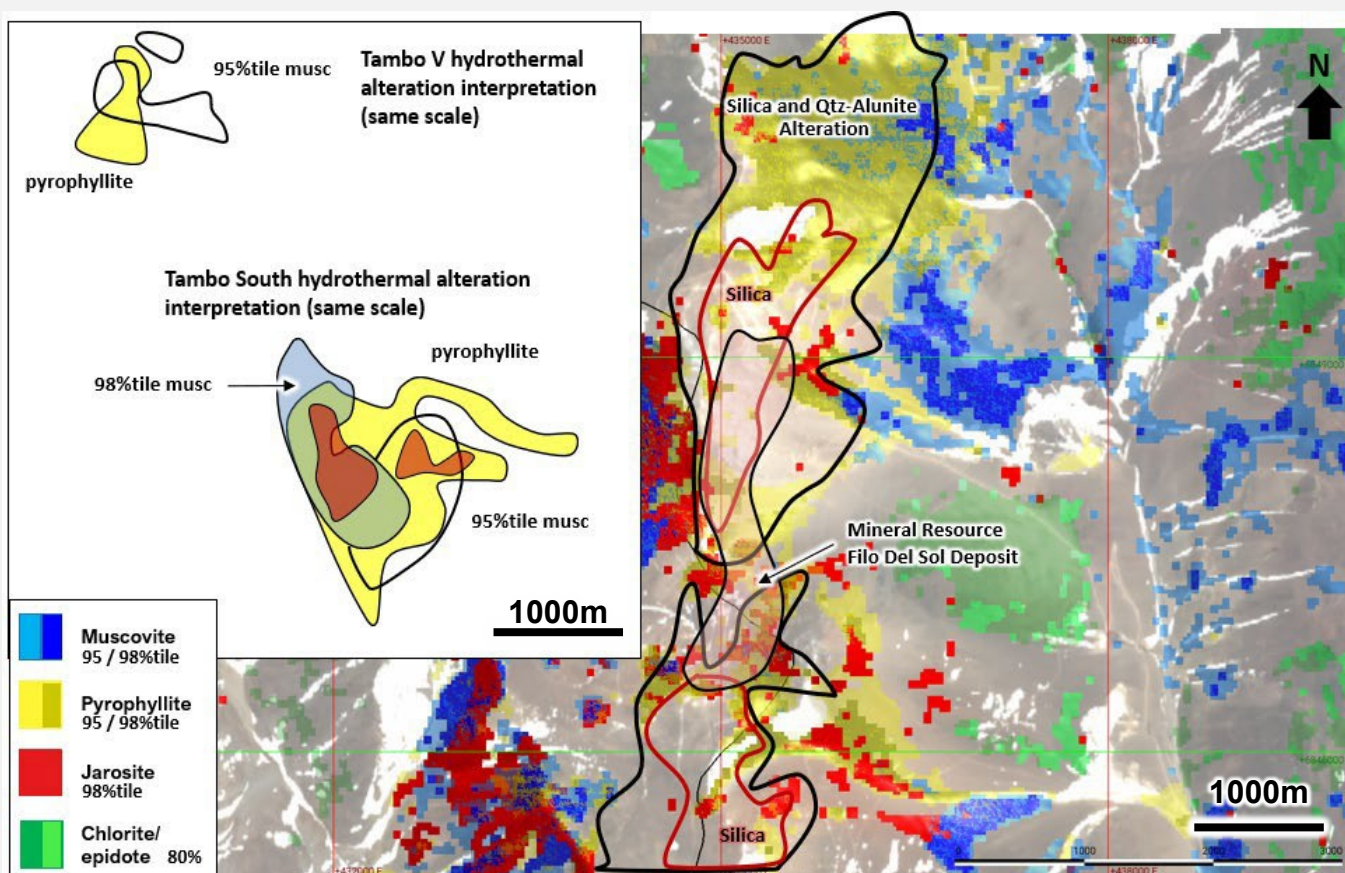 95%tile musc
Tambo V hydrothermal
alteration interpretation
(same scale)
pyrophyllite
Tambo South hydrothermal alteration
interpretation (same scale)
pyrophyllite
98%tile musc
95%tile musc
1000m
Muscovite
95 / 98%tile
Pyrophyllite
95 / 98%tile
Jarosite
98%tile
Chlorite/
epidote 80%
+435000 E
+438000 E
N
Silica and Qtz-Alunite
Alteration
Silica
Mineral Resource
Filo Del Sol Deposit
Silica
1000m
0
1000
2000
3000
+438000 E